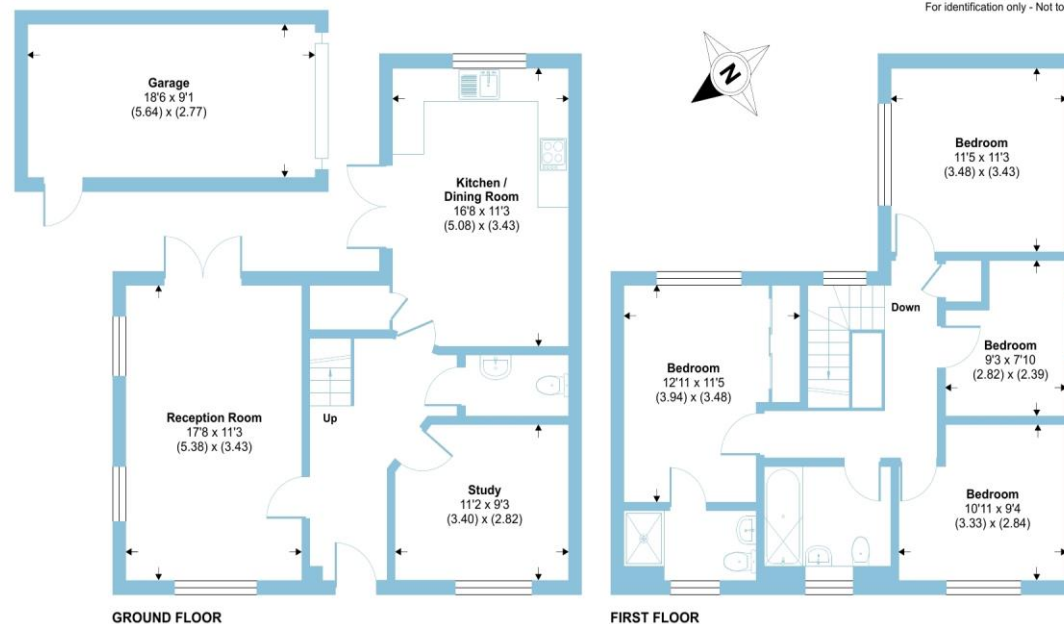 For identification only - Not to
Garage
18'6 x 9'1
(5.64) x (2.77)
Kitchen /
Dining Room
16'8 x 11'3
(5.08) x (3.43)
N
Bedroom
11'5 x 11'3
(3.48) x (3.43)
Reception Room
17'8 x 11'3
(5.38) x (3.43)
Up
Study
11'2 x 9'3
(3.40) x (2.82)
Bedroom
12'11 x 11'5
(3.94) x (3.48)
Down
Bedroom
9'3 x 7'10
(2.82) x (2.39)
Bedroom
10'11 x 9'4
(3.33) x (2.84)
GROUND FLOOR
FIRST FLOOR